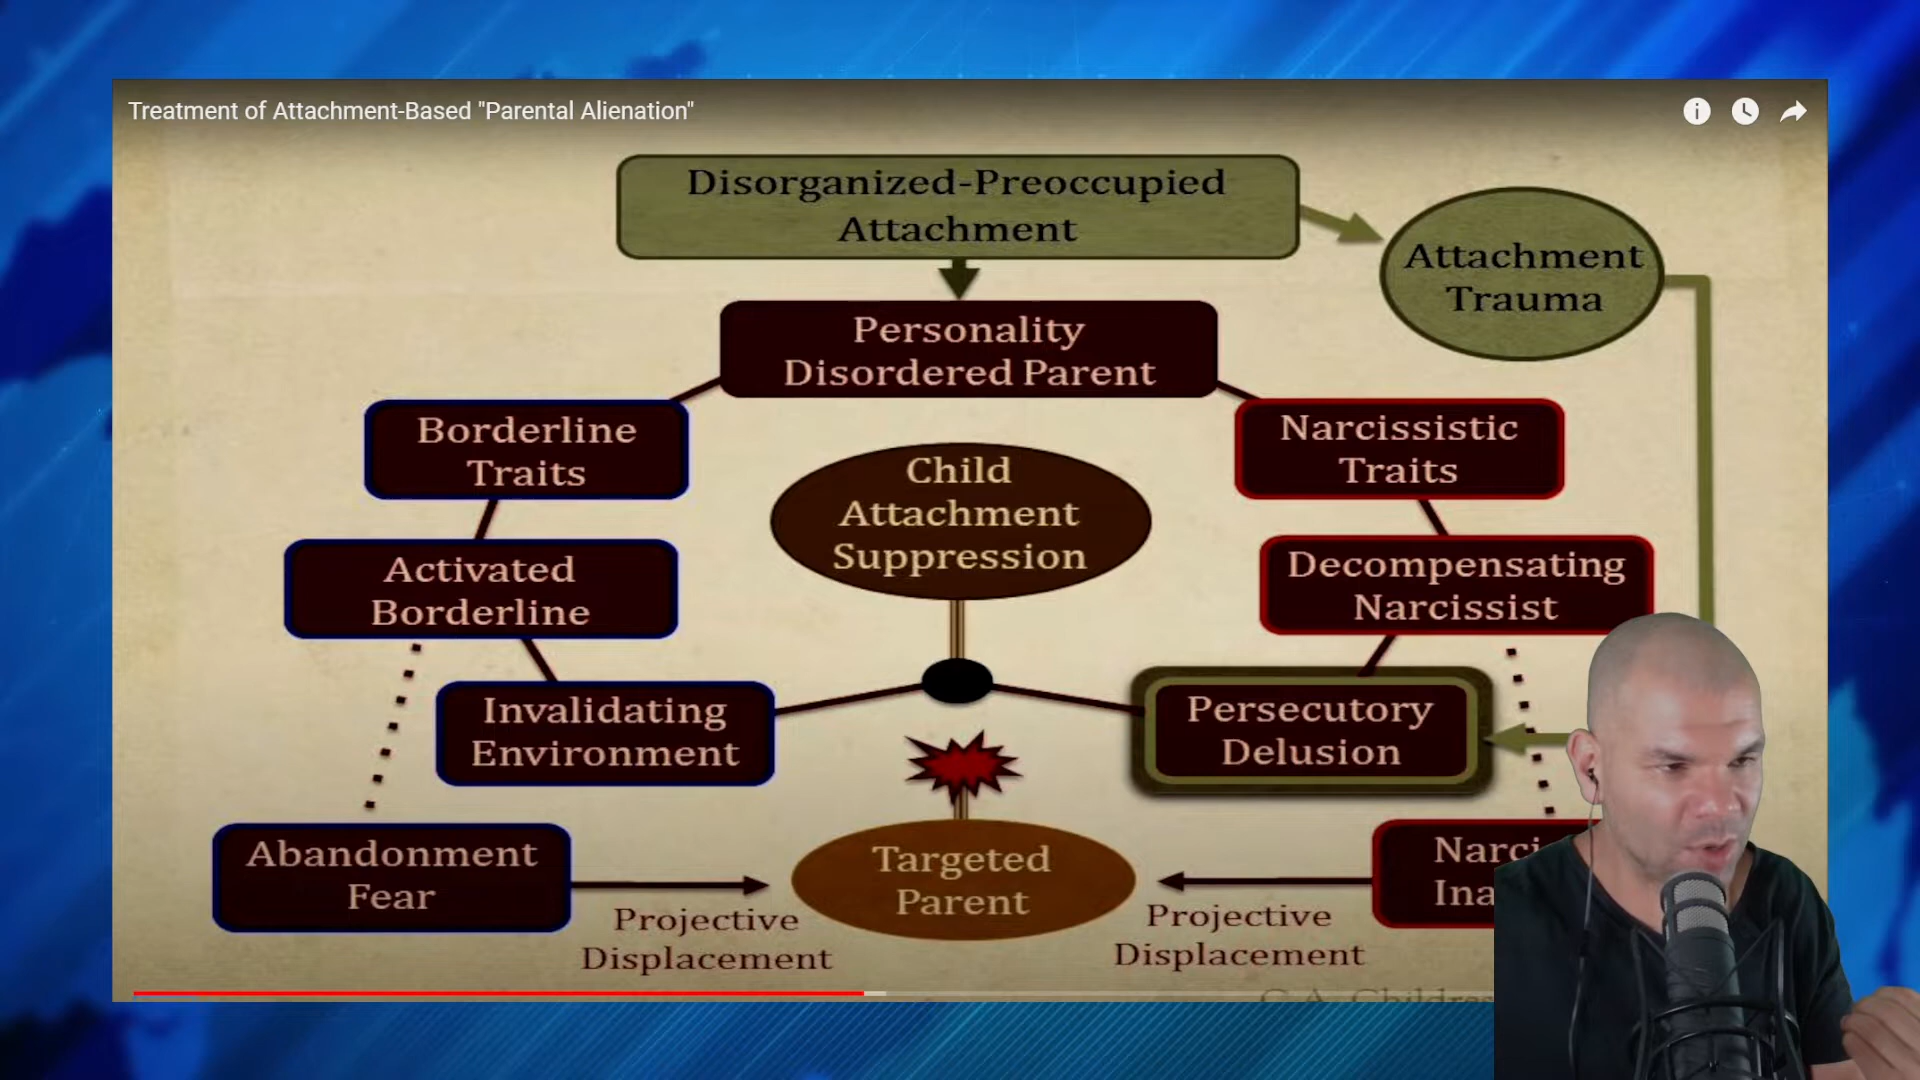 Treatment of Attachment-Based "Parental Alienation"
Disorganized-Preoccupied
Attachment
Attachment
Trauma
Personality
Disordered Parent
Borderline
Traits
Narcissistic
Traits
Child
Attachment
Suppression
Activated
Borderline
Decompensating
Narcissist
Invalidating
Environment
Persecutory
Delusion
Abandonment
Fear
Targeted
Parent
Projective
Displacement
Projective
Displacement